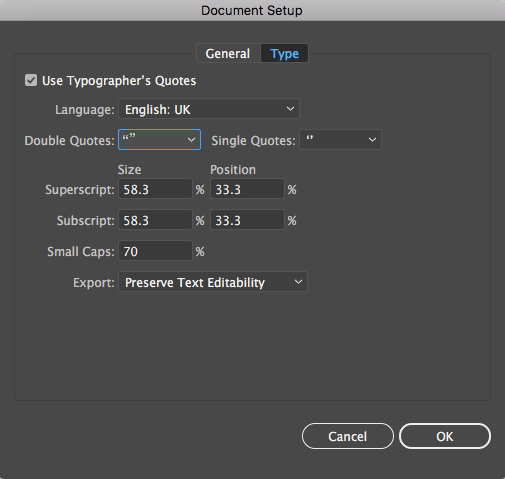 Document Setup
General Type
Use Typographer's Quotes
Language: English: UK
Double Quotes: “” Single Quotes: ‘’
Size Position
Superscript: 58.3 % 33.3 %
Subscript: 58.3 % 33.3 %
Small Caps: 70 %
Export: Preserve Text Editability
Cancel OK